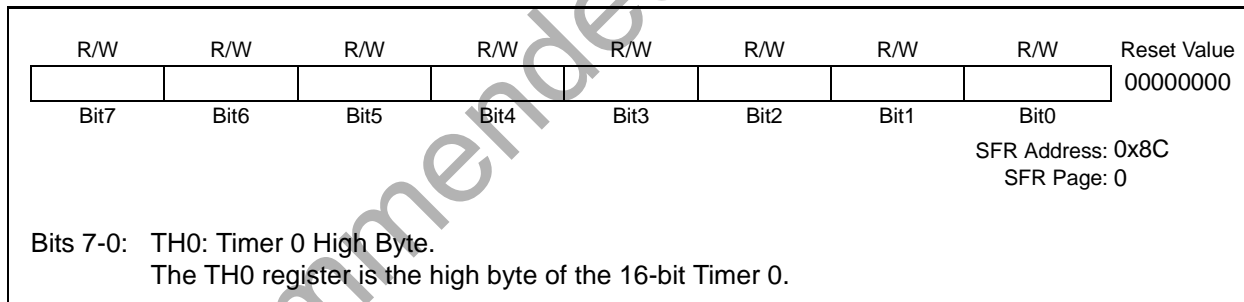 R/W R/W R/W R/W R/W R/W R/W R/W Reset Value
00000000
Bit7 Bit6 Bit5 Bit4 Bit3 Bit2 Bit1 Bit0
SFR Address: 0x8C
SFR Page: 0
Bits 7-0: TH0: Timer 0 High Byte.
The TH0 register is the high byte of the 16-bit Timer 0.